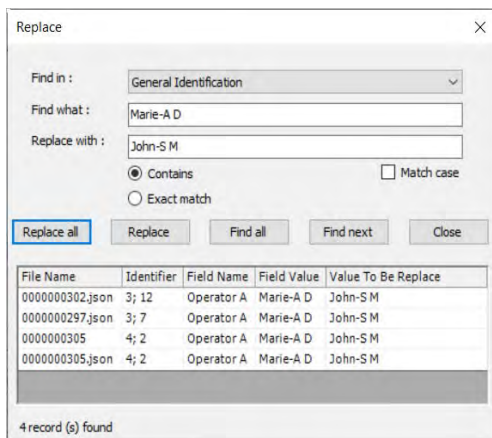 Replace
Find in :
General Identification
Find what :
Marie-A D
Replace with :
John-S M
Contains
Match case
Exact match
Replace all Replace Find all Find next Close
File Name Identifier Field Name Field Value Value To Be Replace
0000000302.json 3; 12 Operator A Marie-A D John-S M
0000000297.json 3; 7 Operator A Marie-A D John-S M
0000000305 4; 2 Operator A Marie-A D John-S M
0000000305.json 4; 2 Operator A Marie-A D John-S M
4 record (s) found